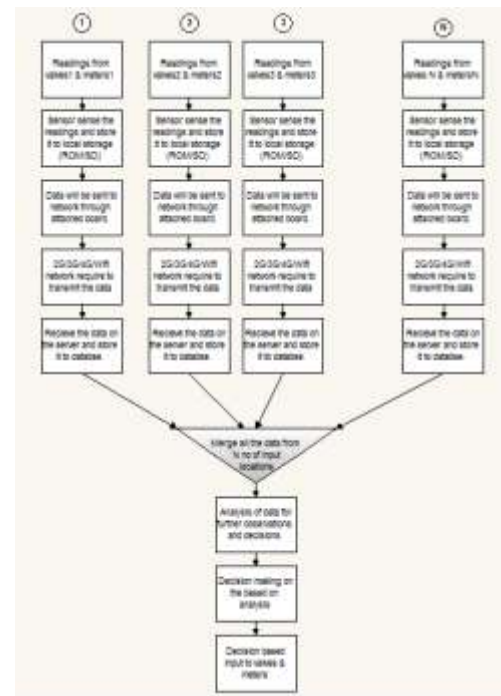 1
2
3
N
Readings from
valves1 & meters1
Readings from
valves2 & meters2
Readings from
valves3 & meters3
Readings from
valves N & metersN
Sensor sense the
readings and store
it to local storage
(ROM/SD)
Sensor sense the
readings and store
it to local storage
(ROM/SD)
Sensor sense the
readings and store
it to local storage
(ROM/SD)
Sensor sense the
readings and store
it to local storage
(ROM/SD)
Data will be sent to
network through
attached board
Data will be sent to
network through
attached board
Data will be sent to
network through
attached board
Data will be sent to
network through
attached board
2G/3G/4G/Wifi
network require to
transmit the data
2G/3G/4G/Wifi
network require to
transmit the data
2G/3G/4G/Wifi
network require to
transmit the data
2G/3G/4G/Wifi
network require to
transmit the data
Recieve the data on
the server and store
it to databse
Recieve the data on
the server and store
it to databse
Recieve the data on
the server and store
it to databse
Recieve the data on
the server and store
it to databse
Merge all the data from
N no of input
locations
Analysis of data for
further observations
and decisions
Decision making on
the based on
analysis
Decision based
input to valves &
meters